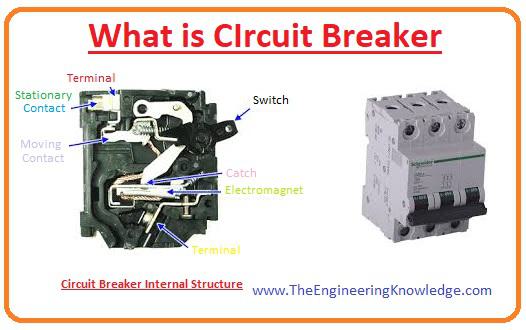 What is CIrcuit Breaker
Terminal
Stationary
Contact
Switch
Moving
Contact
Catch
Electromagnet
Terminal
Schneider
Circuit Breaker Internal Structure
www.TheEngineeringKnowledge.com